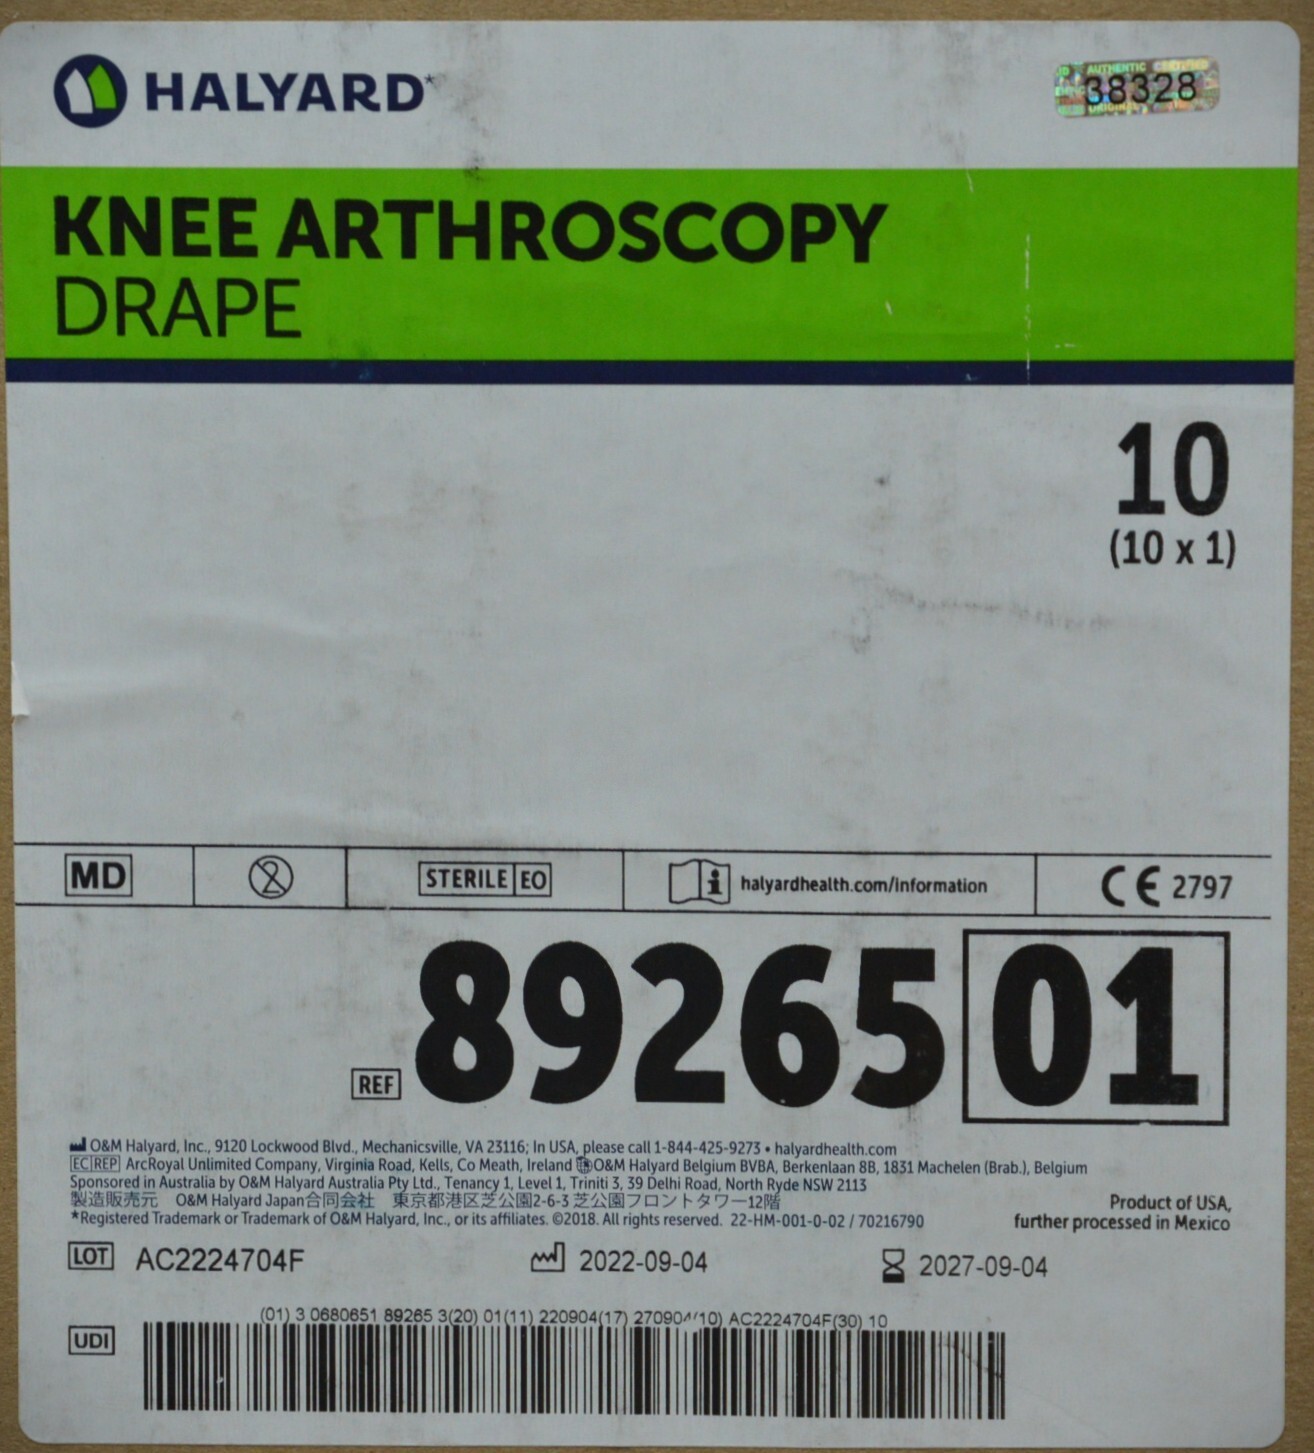 HALYARD*
AUTHENTIC CERTIFIED
38328
ORIGINAL
KNEE ARTHROSCOPY
DRAPE
10
(10 x 1)
MD
2
STERILE EO
i halyardhealth.com/information
CE 2797
REF 89265 01
O&M Halyard, Inc., 9120 Lockwood Blvd., Mechanicsville, VA 23116; In USA, please call 1-844-425-9273 • halyardhealth.com
EC REP ArcRoyal Unlimited Company, Virginia Road, Kells, Co Meath, Ireland O&M Halyard Belgium BVBA, Berkenlaan 8B, 1831 Machelen (Brab.), Belgium
Sponsored in Australia by O&M Halyard Australia Pty Ltd., Tenancy 1, Level 1, Triniti 3, 39 Delhi Road, North Ryde NSW 2113
製造販売元 O&M Halyard Japan合同会社 東京都港区芝公園2-6-3 芝公園フロントタワー12階
*Registered Trademark or Trademark of O&M Halyard, Inc., or its affiliates. ©2018. All rights reserved. 22-HM-001-0-02 / 70216790
Product of USA,
further processed in Mexico
LOT AC2224704F
2022-09-04
2027-09-04
(01) 3 0680651 89265 3(20) 01(11) 220904(17) 270904(10) AC2224704F(30) 10
UDI